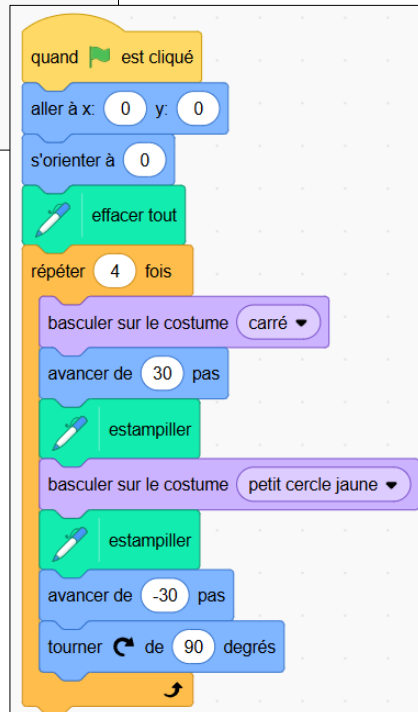 quand est cliqué
aller à x: 0 y: 0
s'orienter à 0
effacer tout
répéter 4 fois
basculer sur le costume carré
avancer de 30 pas
estampiller
basculer sur le costume petit cercle jaune
estampiller
avancer de -30 pas
tourner de 90 degrés